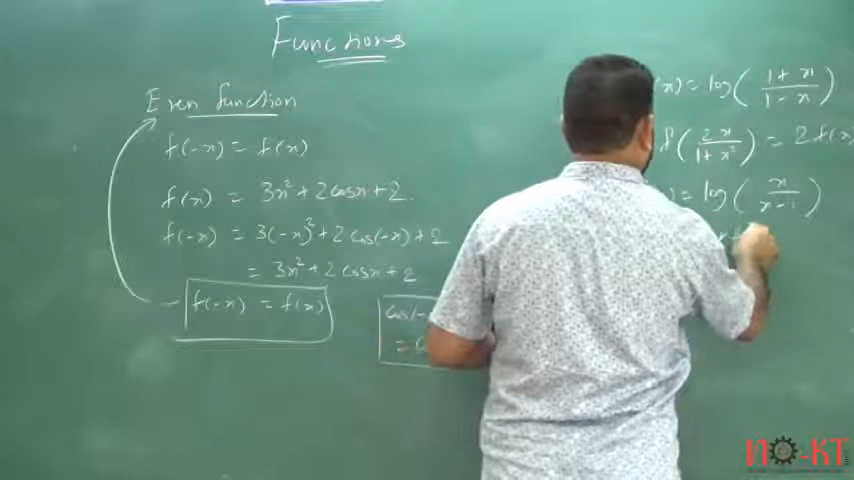 Functions
Even function
f(-x) = f(x)
f(x) = 3x² + 2cosx + 2.
f(-x) = 3(-x)² + 2cos(-x) + 2
= 3x² + 2cosx + 2
f(-x) = f(x)
cos(-
= c
(x) = log(1+x/1-x)
f(2x/1+x²) = 2f(x)
) = log(x/x-1)